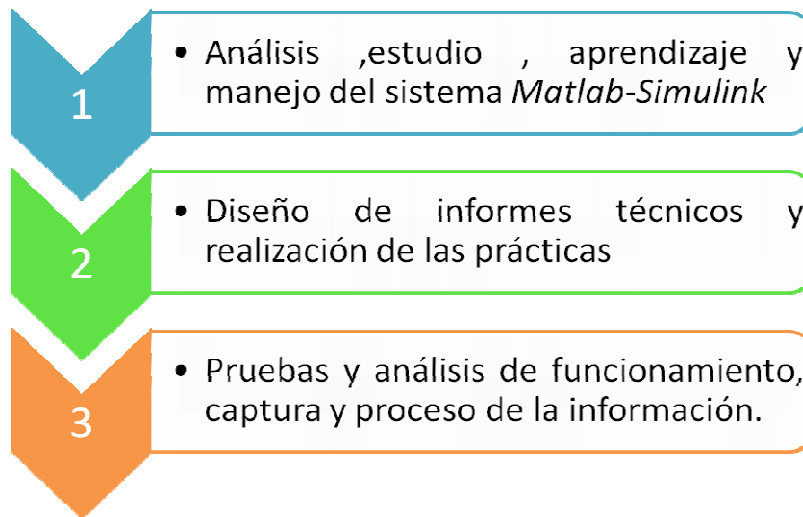 1
• Análisis ,estudio , aprendizaje y
manejo del sistema Matlab-Simulink
2
• Diseño de informes técnicos y
realización de las prácticas
3
• Pruebas y análisis de funcionamiento,
captura y proceso de la información.